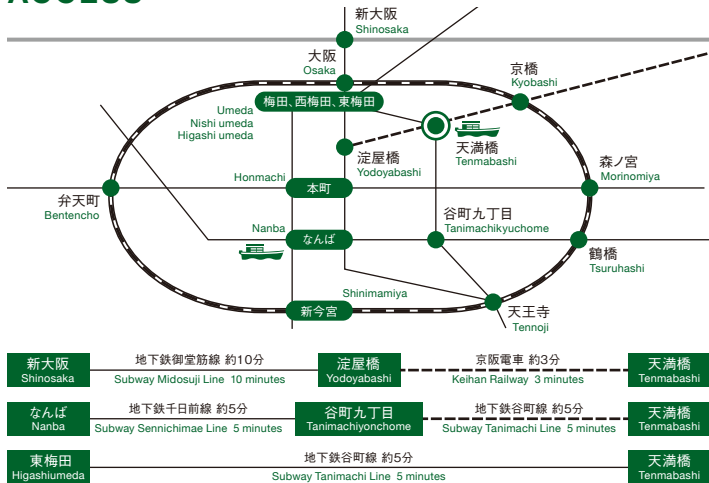 ACCESS
新大阪
Shinosaka
大阪
Osaka
京橋
Kyobashi
梅田、西梅田、東梅田
Umeda
Nishi umeda
Higashi umeda
淀屋橋
Yodoyabashi
天満橋
Tenmabashi
森ノ宮
Morinomiya
Honmachi
本町
弁天町
Bentencho
Nanba
なんば
谷町九丁目
Tanimachikyuchome
鶴橋
Tsuruhashi
Shinimamiya
新今宮
天王寺
Tennoji
新大阪
Shinosaka
地下鉄御堂筋線 約10分
Subway Midosuji Line 10 minutes
淀屋橋
Yodoyabashi
京阪電車 約3分
Keihan Railway 3 minutes
天満橋
Tenmabashi
なんば
Nanba
地下鉄千日前線 約5分
Subway Sennichimae Line 5 minutes
谷町九丁目
Tanimachiyonchome
地下鉄谷町線 約5分
Subway Tanimachi Line 5 minutes
天満橋
Tenmabashi
東梅田
Higashiumeda
地下鉄谷町線 約5分
Subway Tanimachi Line 5 minutes
天満橋
Tenmabashi